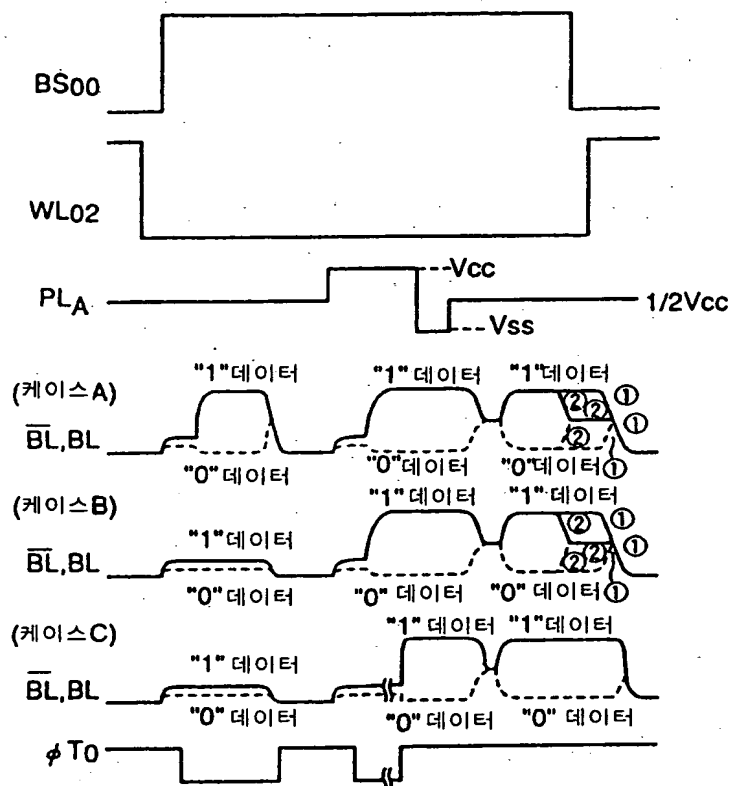 BS00
WL02
PLA
Vcc
1/2Vcc
Vss
(케이스A)
"1"데이터
"1" 데이터
"1"데이터
② ② ①
①
B̅L̅,BL
②
"0" 데이터
"0"데이터
"0"데이터 ①
(케이스B)
"1"데이터
"1" 데이터
"1" 데이터
② ①
B̅L̅,BL
② ② ①
"0" 데이터
"0" 데이터
"0" 데이터 ①
(케이스C)
"1" 데이터
"1" 데이터
"1" 데이터
B̅L̅,BL
"0" 데이터
"0" 데이터
"0" 데이터
φT0